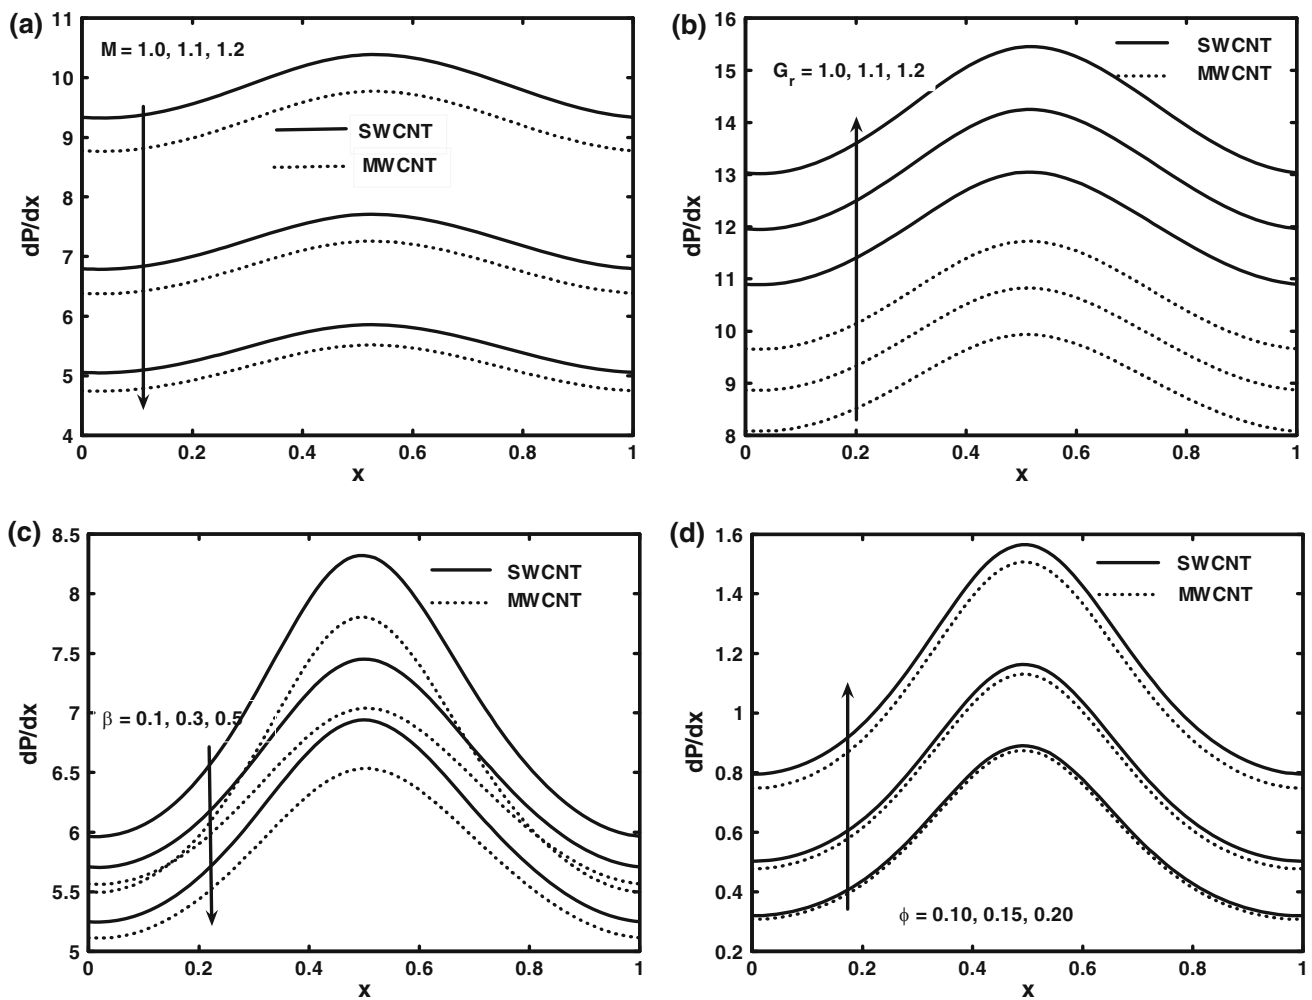 (a)
M = 1.0, 1.1, 1.2
SWCNT
MWCNT
11
10
9
8
7
6
5
4
dP/dx
0
0.2
0.4
0.6
0.8
1
x
(b)
G_r = 1.0, 1.1, 1.2
SWCNT
MWCNT
16
15
14
13
12
11
10
9
8
dP/dx
0
0.2
0.4
0.6
0.8
1
x
(c)
SWCNT
MWCNT
β = 0.1, 0.3, 0.5
8.5
8
7.5
7
6.5
6
5.5
5
dP/dx
0
0.2
0.4
0.6
0.8
1
x
(d)
SWCNT
MWCNT
ϕ = 0.10, 0.15, 0.20
1.6
1.4
1.2
1
0.8
0.6
0.4
0.2
dP/dx
0
0.2
0.4
0.6
0.8
1
x